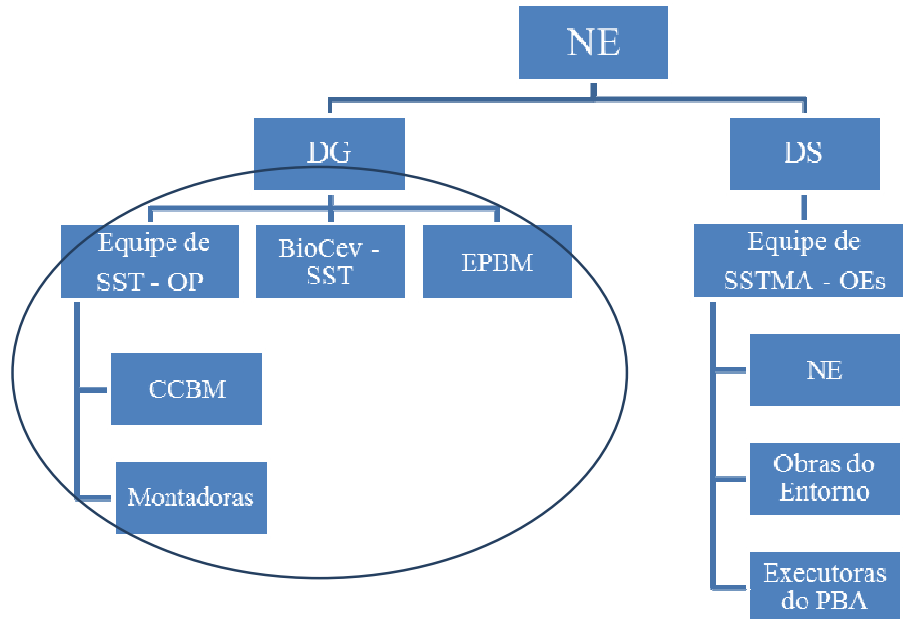 NE
DG
DS
Equipe de
SST - OP
BioCev -
SST
EPBM
Equipe de
SSTMA - OEs
CCBM
NE
Montadoras
Obras do
Entorno
Executoras
do PBA